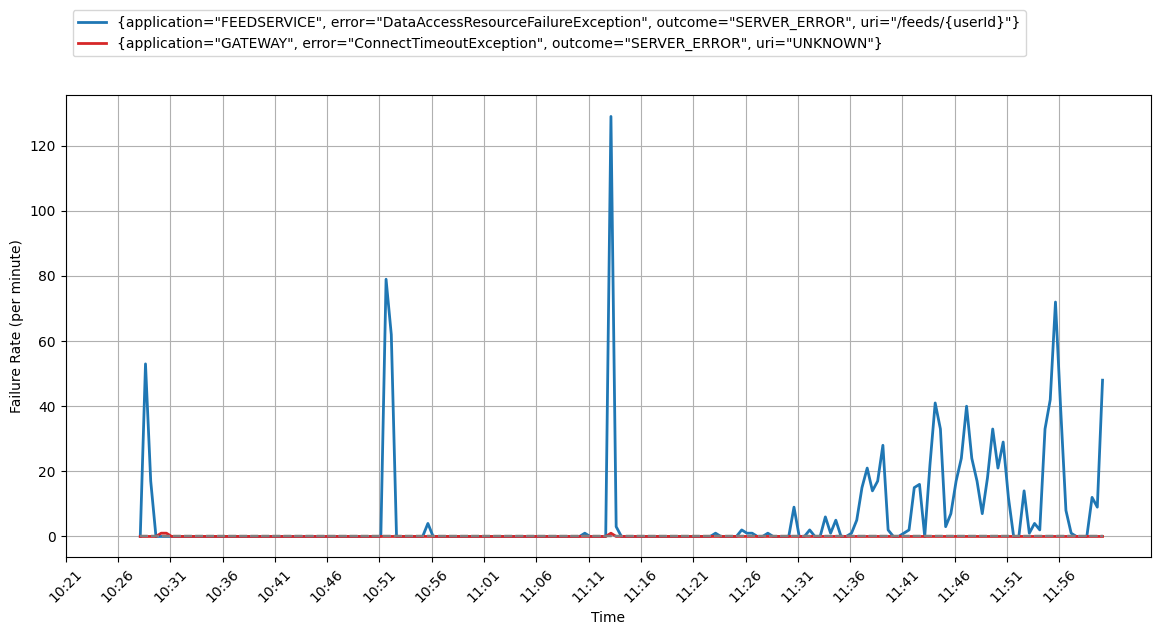 {application="FEEDSERVICE", error="DataAccessResourceFailureException", outcome="SERVER_ERROR", uri="/feeds/{userId}"}
{application="GATEWAY", error="ConnectTimeoutException", outcome="SERVER_ERROR", uri="UNKNOWN"}
Failure Rate (per minute)
120
100
80
60
40
20
0
10:21 10:26 10:31 10:36 10:41 10:46 10:51 10:56 11:01 11:06 11:11 11:16 11:21 11:26 11:31 11:36 11:41 11:46 11:51 11:56
Time